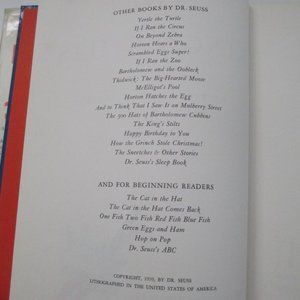 OTHER BOOKS BY DR. SEUSS
Yertle the Turtle
If I Ran the Circus
On Beyond Zebra
Horton Hears a Who
Scrambled Eggs Super!
If I Ran the Zoo
Bartholomew and the Oobleck
Thidwick: The Big-Hearted Moose
McElligot's Pool
Horton Hatches the Egg
And to Think That I Saw It on Mulberry Street
The 500 Hats of Bartholomew Cubbins
The King's Stilts
Happy Birthday to You
How the Grinch Stole Christmas!
The Sneetches & Other Stories
Dr. Seuss's Sleep Book
AND FOR BEGINNING READERS
The Cat in the Hat
The Cat in the Hat Comes Back
One Fish Two Fish Red Fish Blue Fish
Green Eggs and Ham
Hop on Pop
Dr. Seuss's ABC
COPYRIGHT, BY DR. SEUSS
LITHOGRAPHED IN THE UNITED STATES OF AMERICA